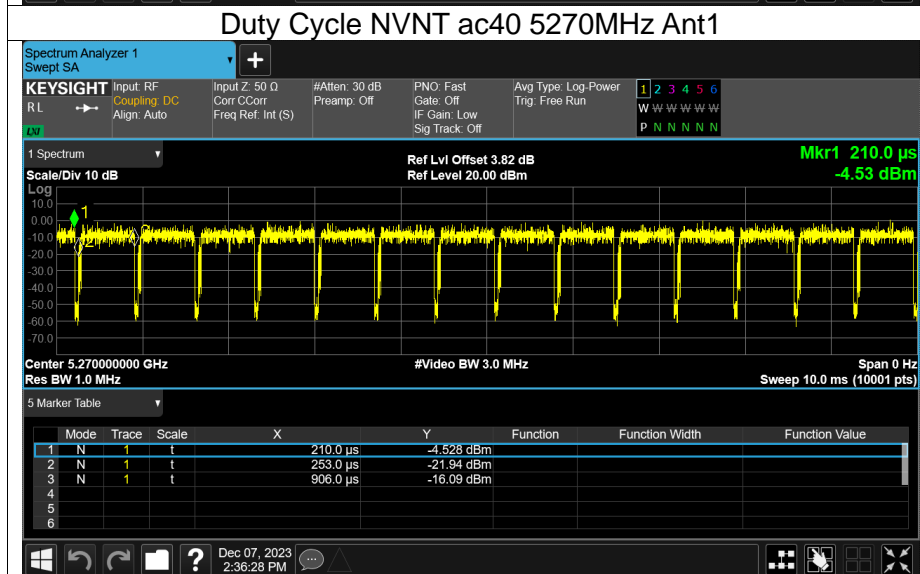 Duty Cycle NVNT ac40 5270MHz Ant1
Spectrum Analyzer 1
Swept SA
+
KEYSIGHT
R L
LXI
Input: RF
Coupling: DC
Align: Auto
Input Z: 50 Ω
Corr CCorr
Freq Ref: Int (S)
#Atten: 30 dB
Preamp: Off
PNO: Fast
Gate: Off
IF Gain: Low
Sig Track: Off
Avg Type: Log-Power
Trig: Free Run
1 2 3 4 5 6
W W W W W W
P N N N N N
1 Spectrum
Scale/Div 10 dB
Ref Lvl Offset 3.82 dB
Ref Level 20.00 dBm
Mkr1 210.0 µs
-4.53 dBm
Log
10.0
0.00
-10.0
-20.0
-30.0
-40.0
-50.0
-60.0
-70.0
1
2
3
Center 5.270000000 GHz
Res BW 1.0 MHz
#Video BW 3.0 MHz
Span 0 Hz
Sweep 10.0 ms (10001 pts)
5 Marker Table
Mode Trace Scale X Y Function Function Width Function Value
1 N 1 t 210.0 µs -4.528 dBm
2 N 1 t 253.0 µs -21.94 dBm
3 N 1 t 906.0 µs -16.09 dBm
4
5
6
?
Dec 07, 2023
2:36:28 PM